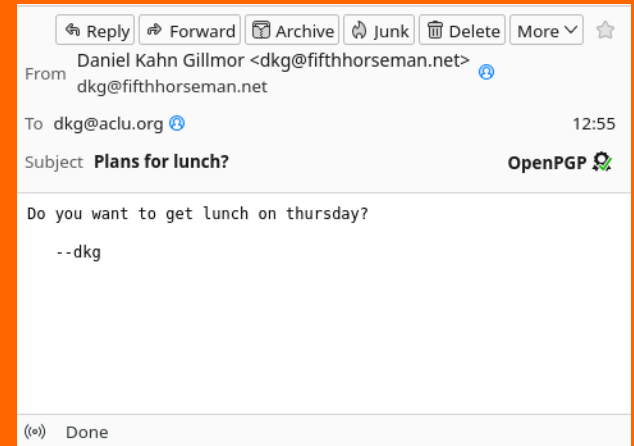 Reply Forward Archive Junk Delete More
From Daniel Kahn Gillmor <dkg@fifthhorseman.net>
dkg@fifthhorseman.net
To dkg@aclu.org 12:55
Subject Plans for lunch? OpenPGP
Do you want to get lunch on thursday?
--dkg
Done